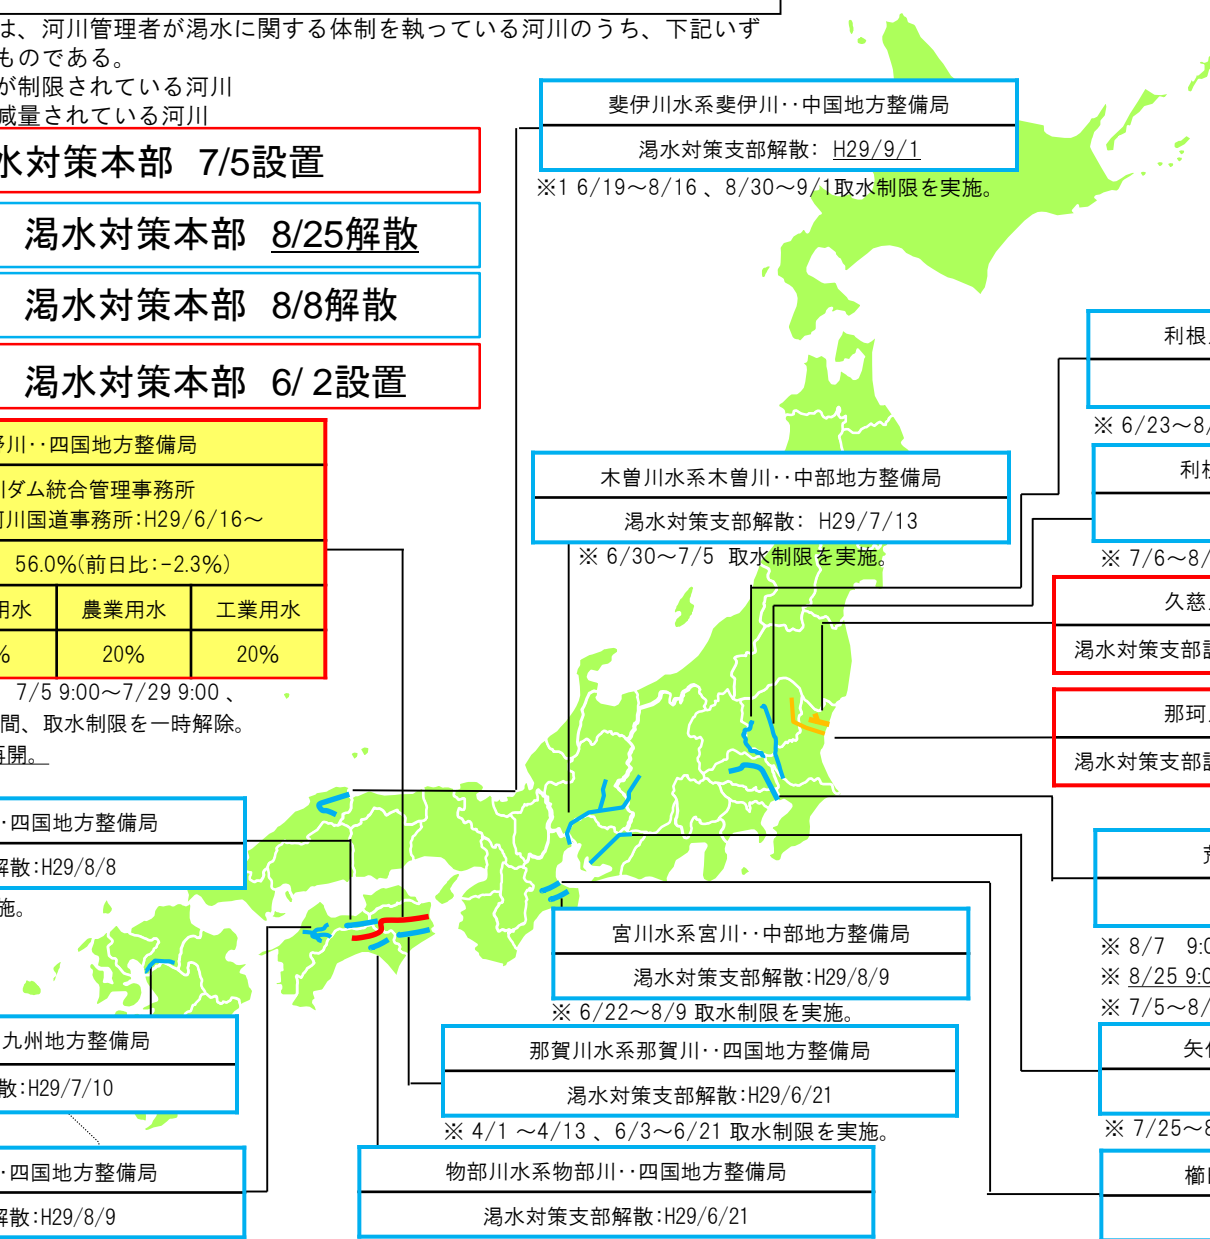 は、河川管理者が渇水に関する体制を執っている河川のうち、下記いず
ものである。
が制限されている河川
減量されている河川
水対策本部 7/5設置
渇水対策本部 8/25解散
渇水対策本部 8/8解散
渇水対策本部 6/ 2設置
斐伊川水系斐伊川‥中国地方整備局
渇水対策支部解散： H29/9/1
※1 6/19～8/16 、8/30～9/1取水制限を実施。
野川‥四国地方整備局
川ダム統合管理事務所
河川国道事務所:H29/6/16～
56.0%(前日比:-2.3%)
用水 農業用水 工業用水
% 20% 20%
7/5 9:00～7/29 9:00 、
間、取水制限を一時解除。
再開。
木曽川水系木曽川‥中部地方整備局
渇水対策支部解散： H29/7/13
※ 6/30～7/5 取水制限を実施。
利根
※ 6/23～8/
利根
※ 7/6～8/
久慈
渇水対策支部設
那珂
渇水対策支部設
荒
※ 8/7 9:0
※ 8/25 9:0
※ 7/5～8/
矢作
※ 7/25～8
櫛田
‥四国地方整備局
解散:H29/8/8
施。
九州地方整備局
散:H29/7/10
‥四国地方整備局
解散:H29/8/9
宮川水系宮川‥中部地方整備局
渇水対策支部解散:H29/8/9
※ 6/22～8/9 取水制限を実施。
那賀川水系那賀川‥四国地方整備局
渇水対策支部解散:H29/6/21
※ 4/1 ～4/13 、6/3～6/21 取水制限を実施。
物部川水系物部川‥四国地方整備局
渇水対策支部解散:H29/6/21